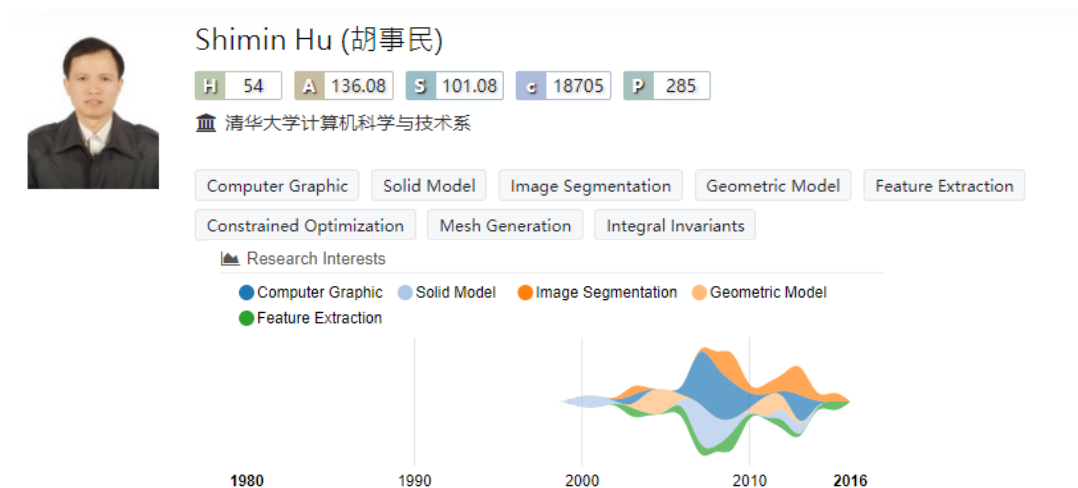 Shimin Hu (胡事民)
H 54 A 136.08 S 101.08 c 18705 P 285
清华大学计算机科学与技术系
Computer Graphic Solid Model Image Segmentation Geometric Model Feature Extraction
Constrained Optimization Mesh Generation Integral Invariants
Research Interests
Computer Graphic Solid Model Image Segmentation Geometric Model
Feature Extraction
1980 1990 2000 2010 2016